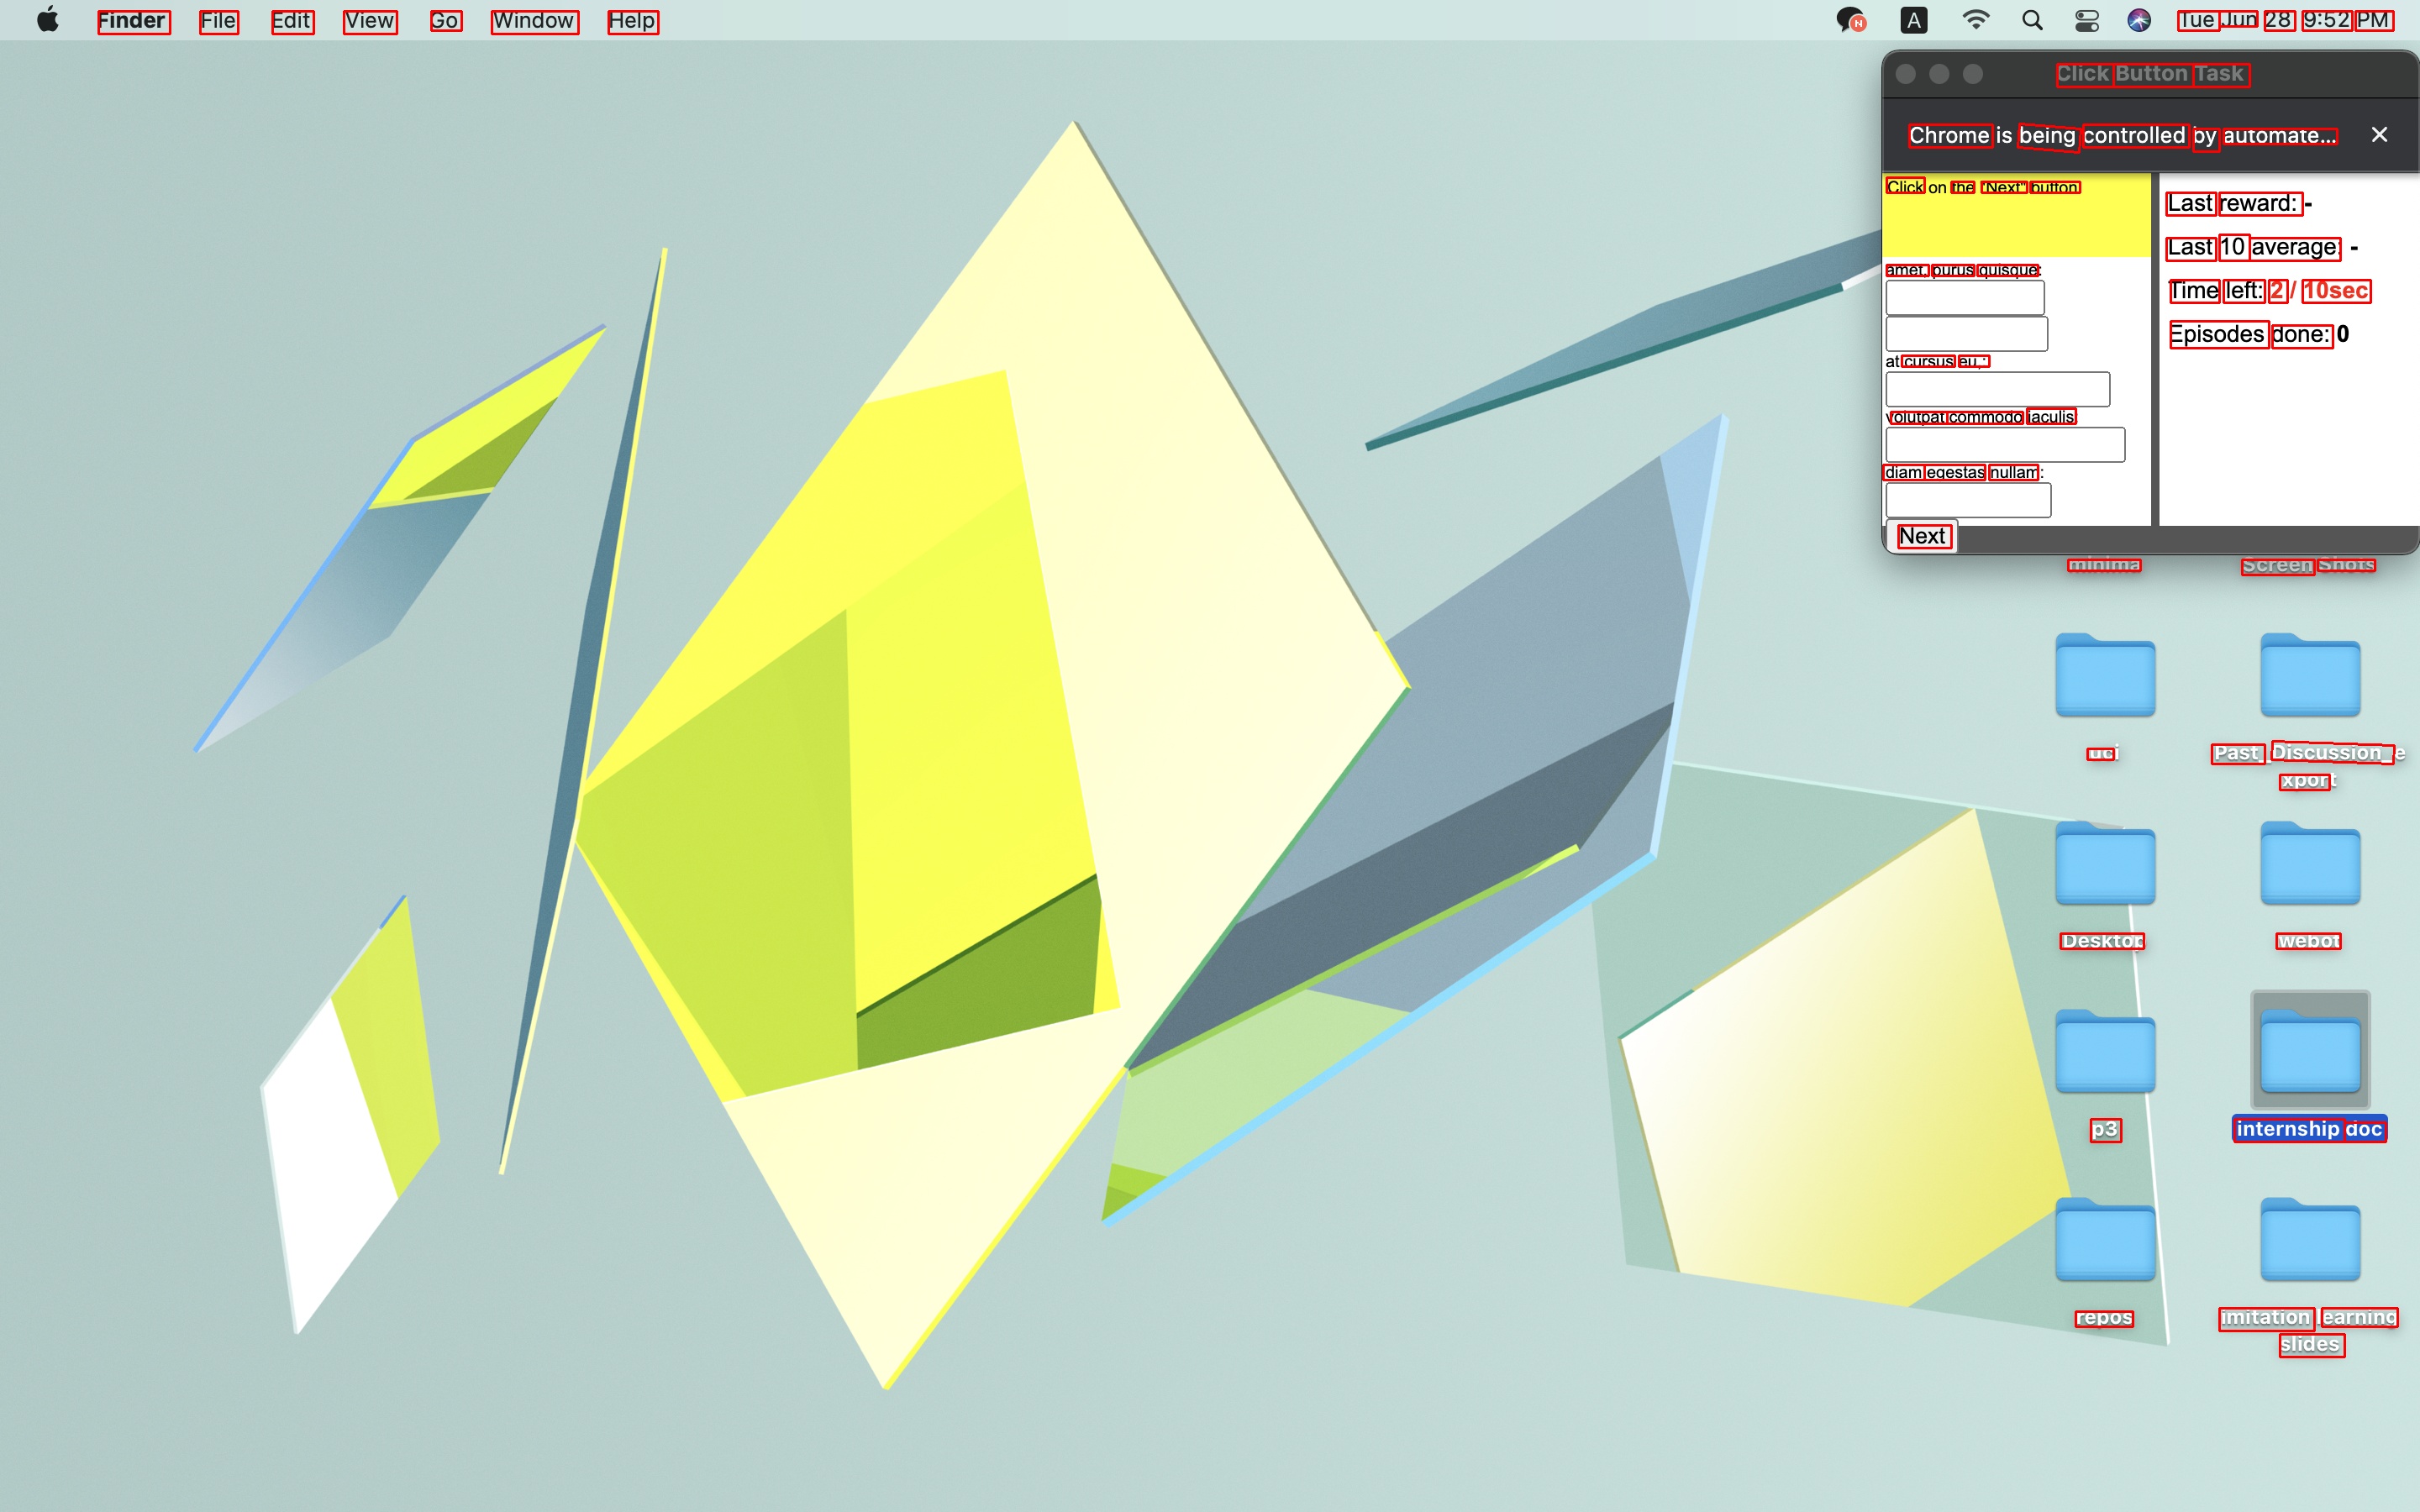 Finder File Edit View Go Window Help A Tue Jun 28 9:52 PM
Click Button Task
Chrome is being controlled by automate...
Click on the "Next" button.
Last reward: -
Last 10 average: -
Time left: 2 / 10sec
Episodes done: 0
amet, purus quisque:
at cursus eu,:
volutpat commodo iaculis:
diam egestas nullam:
Next
minima
Screen Shots
uci
Past_Discussion_e
xport
Desktop
webot
p3
internship doc
repos
imitation learning
slides